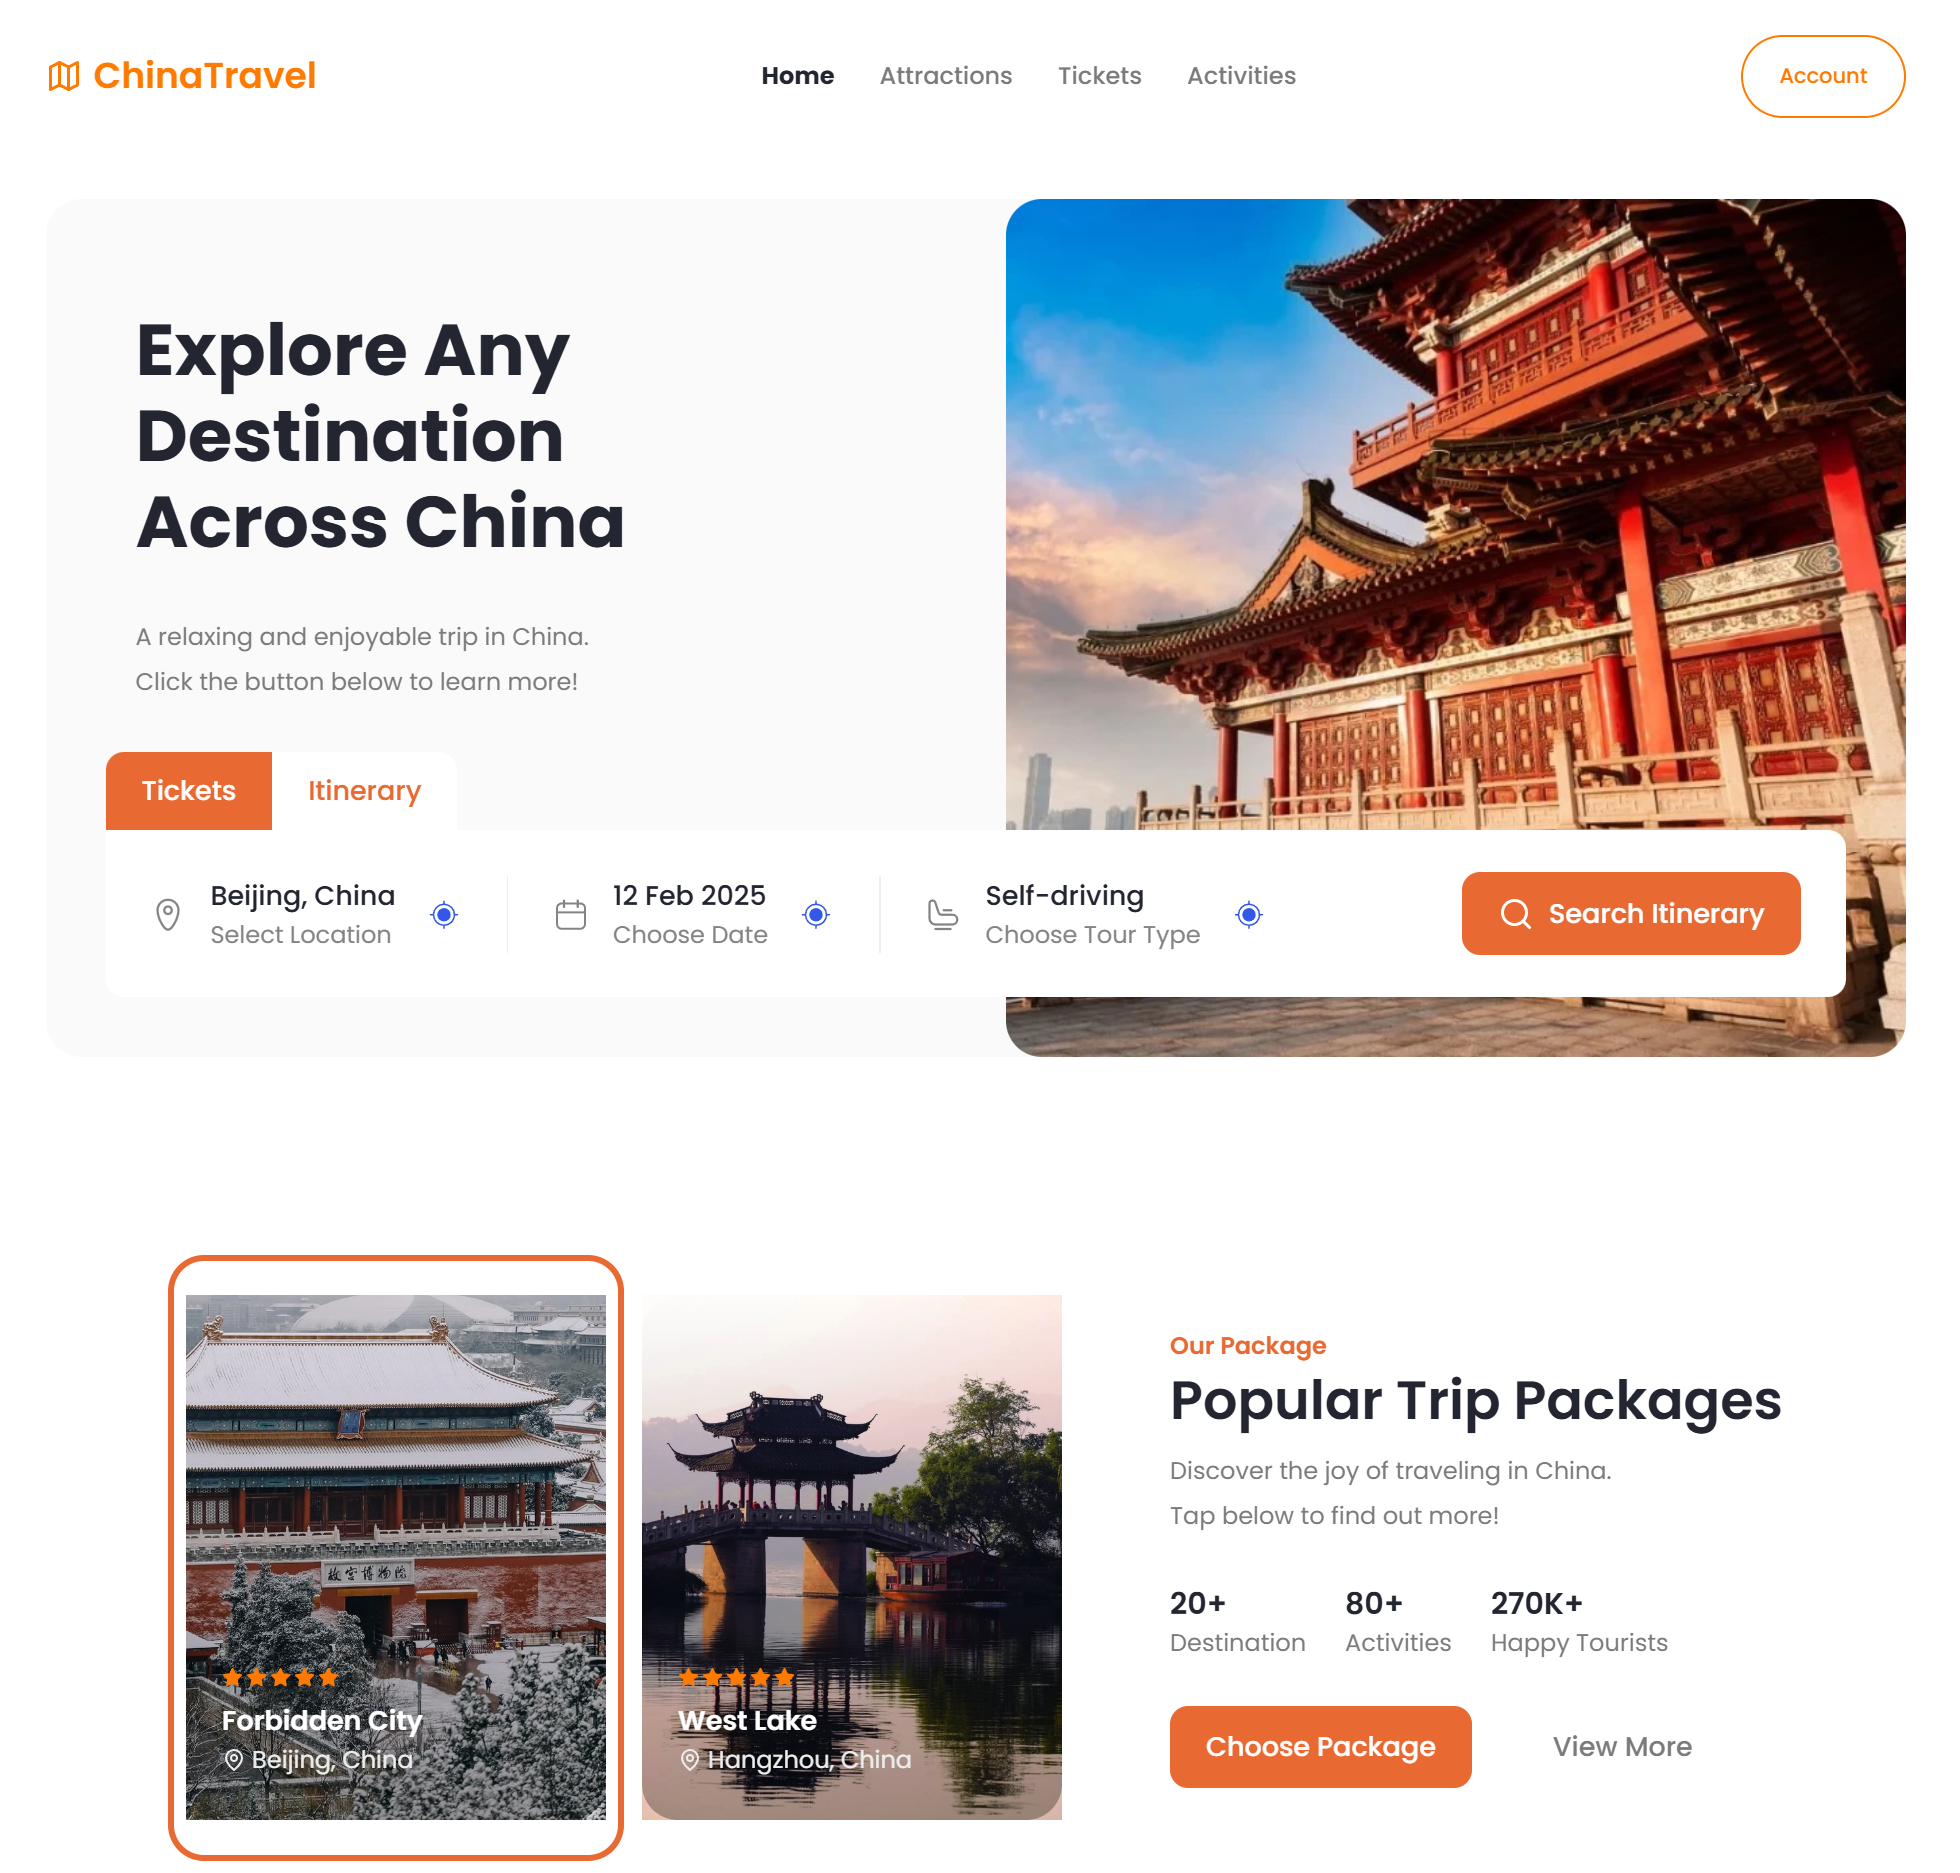 ChinaTravel
Home
Attractions
Tickets
Activities
Account
Explore Any
Destination
Across China
A relaxing and enjoyable trip in China.
Click the button below to learn more!
Tickets
Itinerary
Beijing, China
Select Location
12 Feb 2025
Choose Date
Self-driving
Choose Tour Type
Search Itinerary
故宫博物院
Forbidden City
Beijing, China
West Lake
Hangzhou, China
Our Package
Popular Trip Packages
Discover the joy of traveling in China.
Tap below to find out more!
20+
Destination
80+
Activities
270K+
Happy Tourists
Choose Package
View More